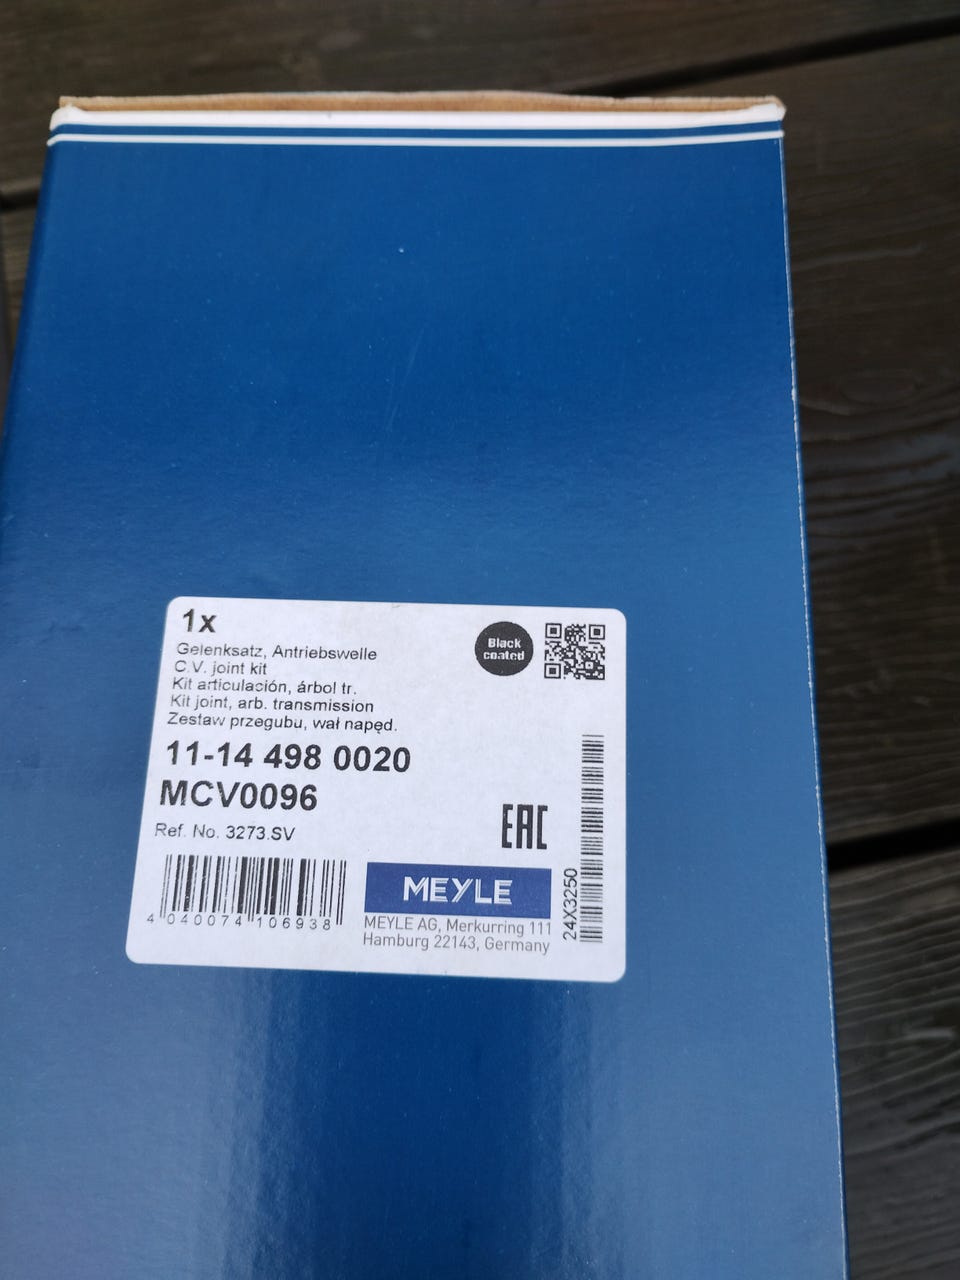 1x
Gelenksatz, Antriebswelle
C.V. joint kit
Kit articulación, árbol tr.
Kit joint, arb. transmission
Zestaw przegubu, wał napęd.
11-14 498 0020
MCV0096
Ref. No. 3273.SV
4 040074 106938
Black
coated
EAC
MEYLE
MEYLE AG, Merkurring 111
Hamburg 22143, Germany
24X3250